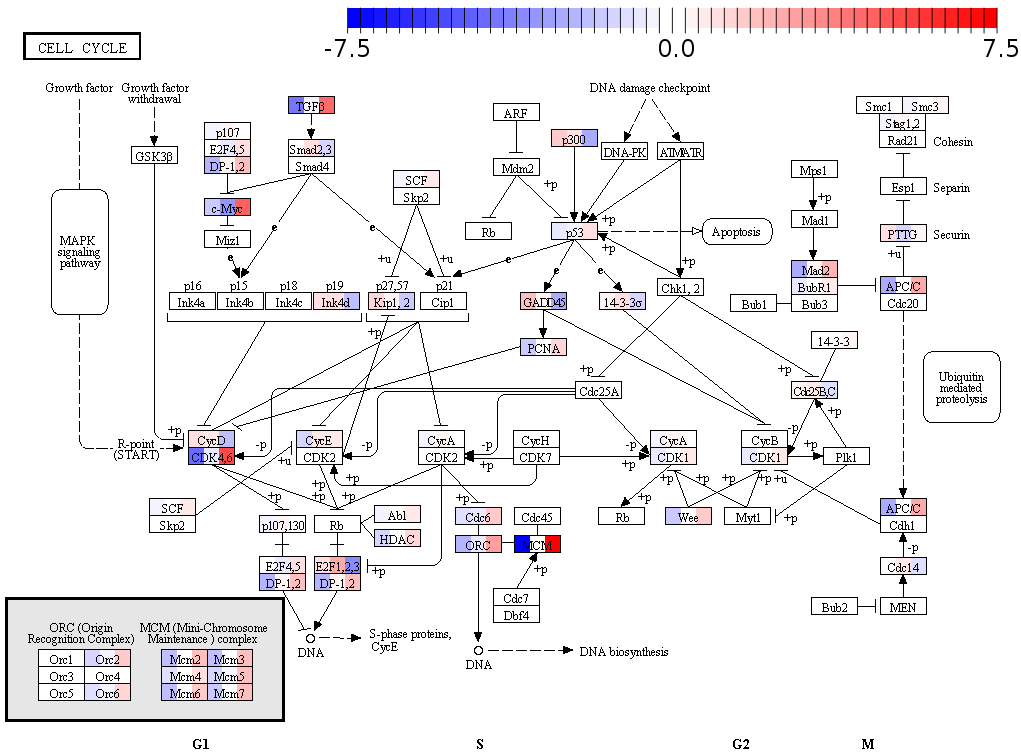 -7.5 0.0 7.5
CELL CYCLE
Growth factor
Growth factor
withdrawal
TGFβ
DNA damage checkpoint
Smc1 Smc3
Stag1,2
Rad21
Cohesin
ARF
p107
E2F4,5
DP-1,2
Smad2,3
Smad4
p300
DNA-PK
ATM/ATR
GSK3β
Mdm2
+p
Mps1
+p
SCF
Skp2
Esp1
Separin
c-Myc
Miz1
Rb
p53
+p
+p
+p
Apoptosis
Mad1
PTTG
Securin
+u
MAPK
signaling
pathway
e
e
e
e
e
+u
+u
Mad2
BubR1
Bub3
Bub1
APC/C
Cdc20
p16
Ink4a
p15
Ink4b
p18
Ink4c
p19
Ink4d
p27,57
Kip1, 2
p21
Cip1
GADD45
14-3-3σ
Chk1, 2
+p
PCNA
14-3-3
+p
+p
Cdc25A
Cdc25B,C
Ubiquitin
mediated
proteolysis
R-point
(START)
+p
CycD
CDK4,6
-p
CycE
CDK2
-p
CycA
CDK2
-p
+p
CycH
CDK7
-p
+p
CycA
CDK1
CycB
CDK1
-p
+p
+p
Plk1
+u
+p
+p
+p
+p
+p
+p
+p
+p
+p
+u
SCF
Skp2
p107,130
Rb
Abl
HDAC
Cdc6
ORC
Cdc45
MCM
+p
Rb
Wee
Myt1
+p
APC/C
Cdh1
-p
E2F4,5
DP-1,2
E2F1,2,3
DP-1,2
+p
Cdc7
Dbf4
Cdc14
Bub2
MEN
DNA
S-phase proteins,
CycE
DNA
DNA biosynthesis
ORC (Origin
Recognition Complex)
MCM (Mini-Chromosome
Maintenance ) complex
Orc1 Orc2 Mcm2 Mcm3
Orc3 Orc4 Mcm4 Mcm5
Orc5 Orc6 Mcm6 Mcm7
G1 S G2 M